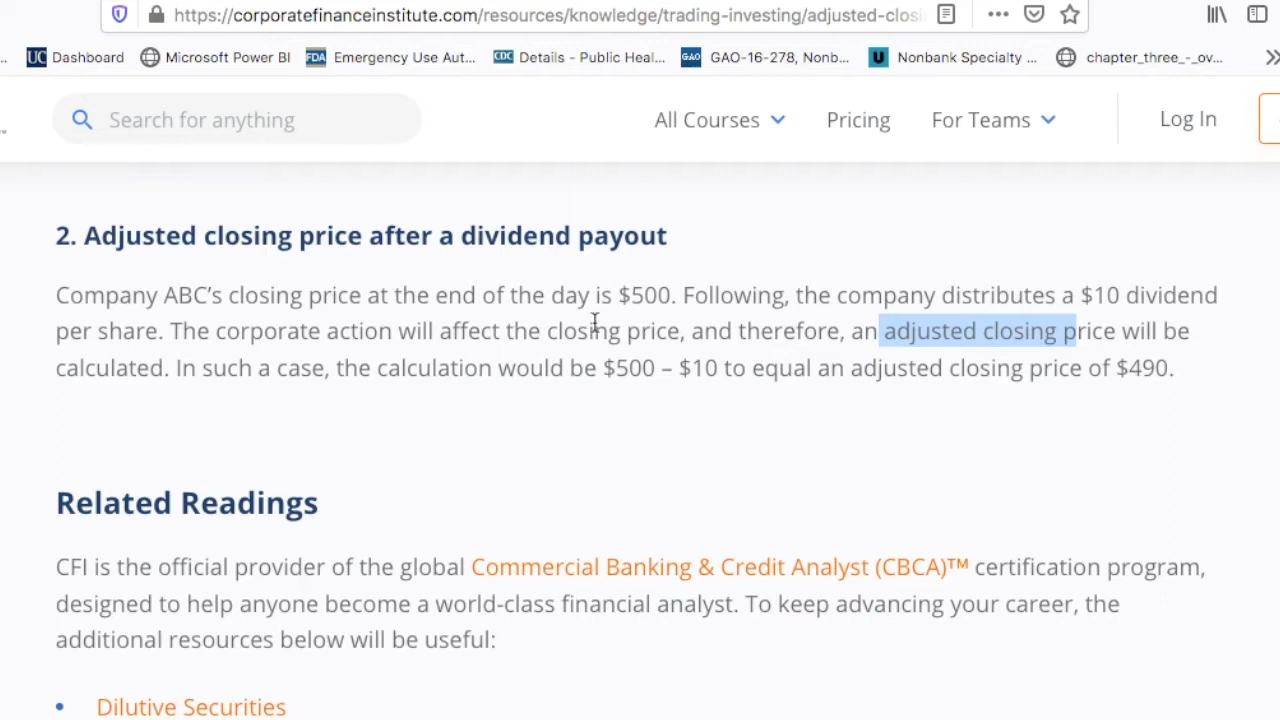 https://corporatefinanceinstitute.com/resources/knowledge/trading-investing/adjusted-closi
... UC Dashboard Microsoft Power BI FDA Emergency Use Aut... CDC Details - Public Heal... GAO GAO-16-278, Nonb... U Nonbank Specialty ... chapter_three_-_ov...
Search for anything All Courses Pricing For Teams Log In
2. Adjusted closing price after a dividend payout
Company ABC’s closing price at the end of the day is $500. Following, the company distributes a $10 dividend
per share. The corporate action will affect the closing price, and therefore, an adjusted closing price will be
calculated. In such a case, the calculation would be $500 – $10 to equal an adjusted closing price of $490.
Related Readings
CFI is the official provider of the global Commercial Banking & Credit Analyst (CBCA)™ certification program,
designed to help anyone become a world-class financial analyst. To keep advancing your career, the
additional resources below will be useful:
• Dilutive Securities